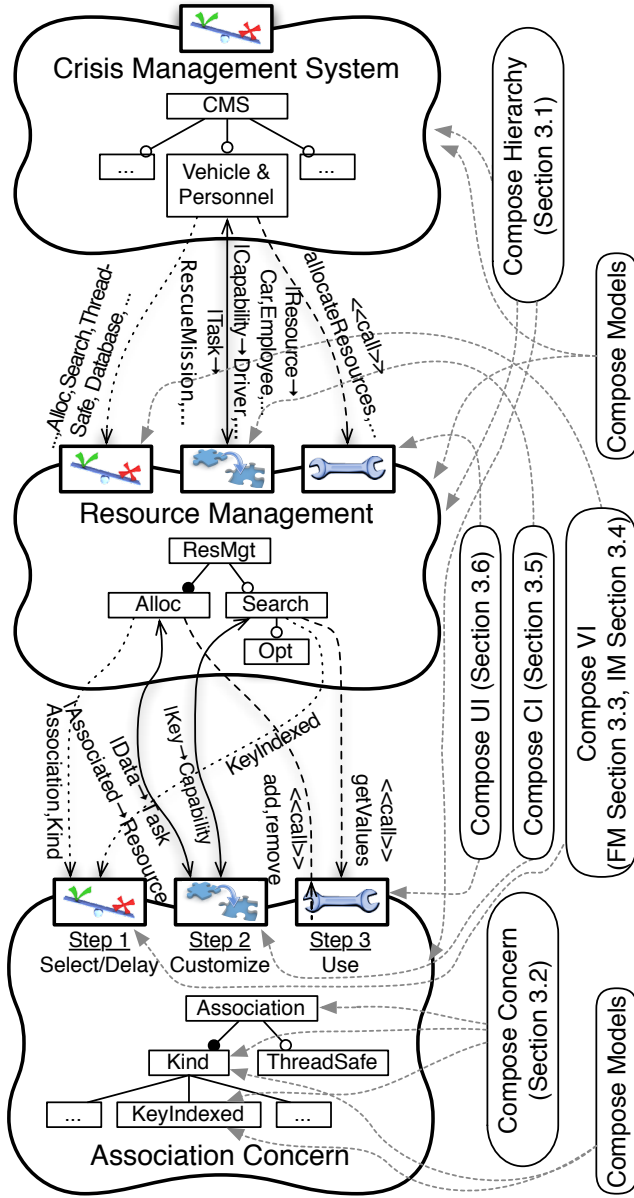 Crisis Management System
CMS
...
Vehicle &
Personnel
...
Compose Hierarchy
(Section 3.1)
Compose Models
...Alloc,Search,Thread-
Safe, Database,...
RescueMission,...
ITask→
ICapability→Driver,...
Car,Employee,...
IResource→
allocateResources,...
<<call>>
Resource Management
ResMgt
Alloc
Search
Opt
Compose UI (Section 3.6)
Compose CI (Section 3.5)
Compose VI
(FM Section 3.3, IM Section 3.4)
Association,Kind
IAssociated→Resource
IData→Task
IKey→Capability
KeyIndexed
add,remove
<<call>>
getValues
<<call>>
Step 1
Select/Delay
Step 2
Customize
Step 3
Use
Association
Kind
ThreadSafe
...
KeyIndexed
...
Association Concern
Compose Concern
(Section 3.2)
Compose Models